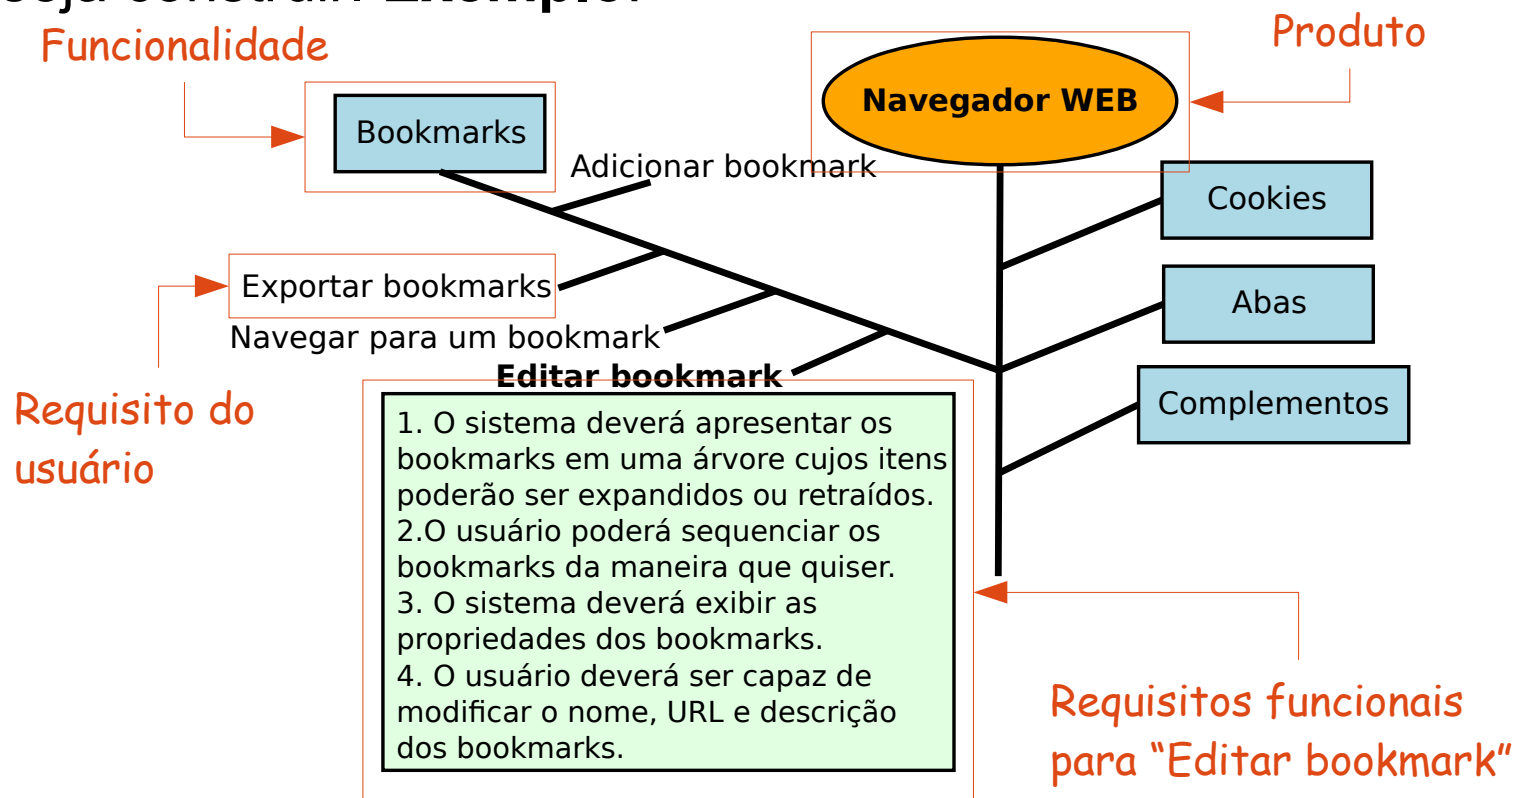 seja construir. Exemplo:
Funcionalidade
Produto
Navegador WEB
Bookmarks
Adicionar bookmark
Cookies
Exportar bookmarks
Abas
Navegar para um bookmark
Editar bookmark
Complementos
Requisito do
usuário
1. O sistema deverá apresentar os
bookmarks em uma árvore cujos itens
poderão ser expandidos ou retraídos.
2.O usuário poderá sequenciar os
bookmarks da maneira que quiser.
3. O sistema deverá exibir as
propriedades dos bookmarks.
4. O usuário deverá ser capaz de
modificar o nome, URL e descrição
dos bookmarks.
Requisitos funcionais
para “Editar bookmark”